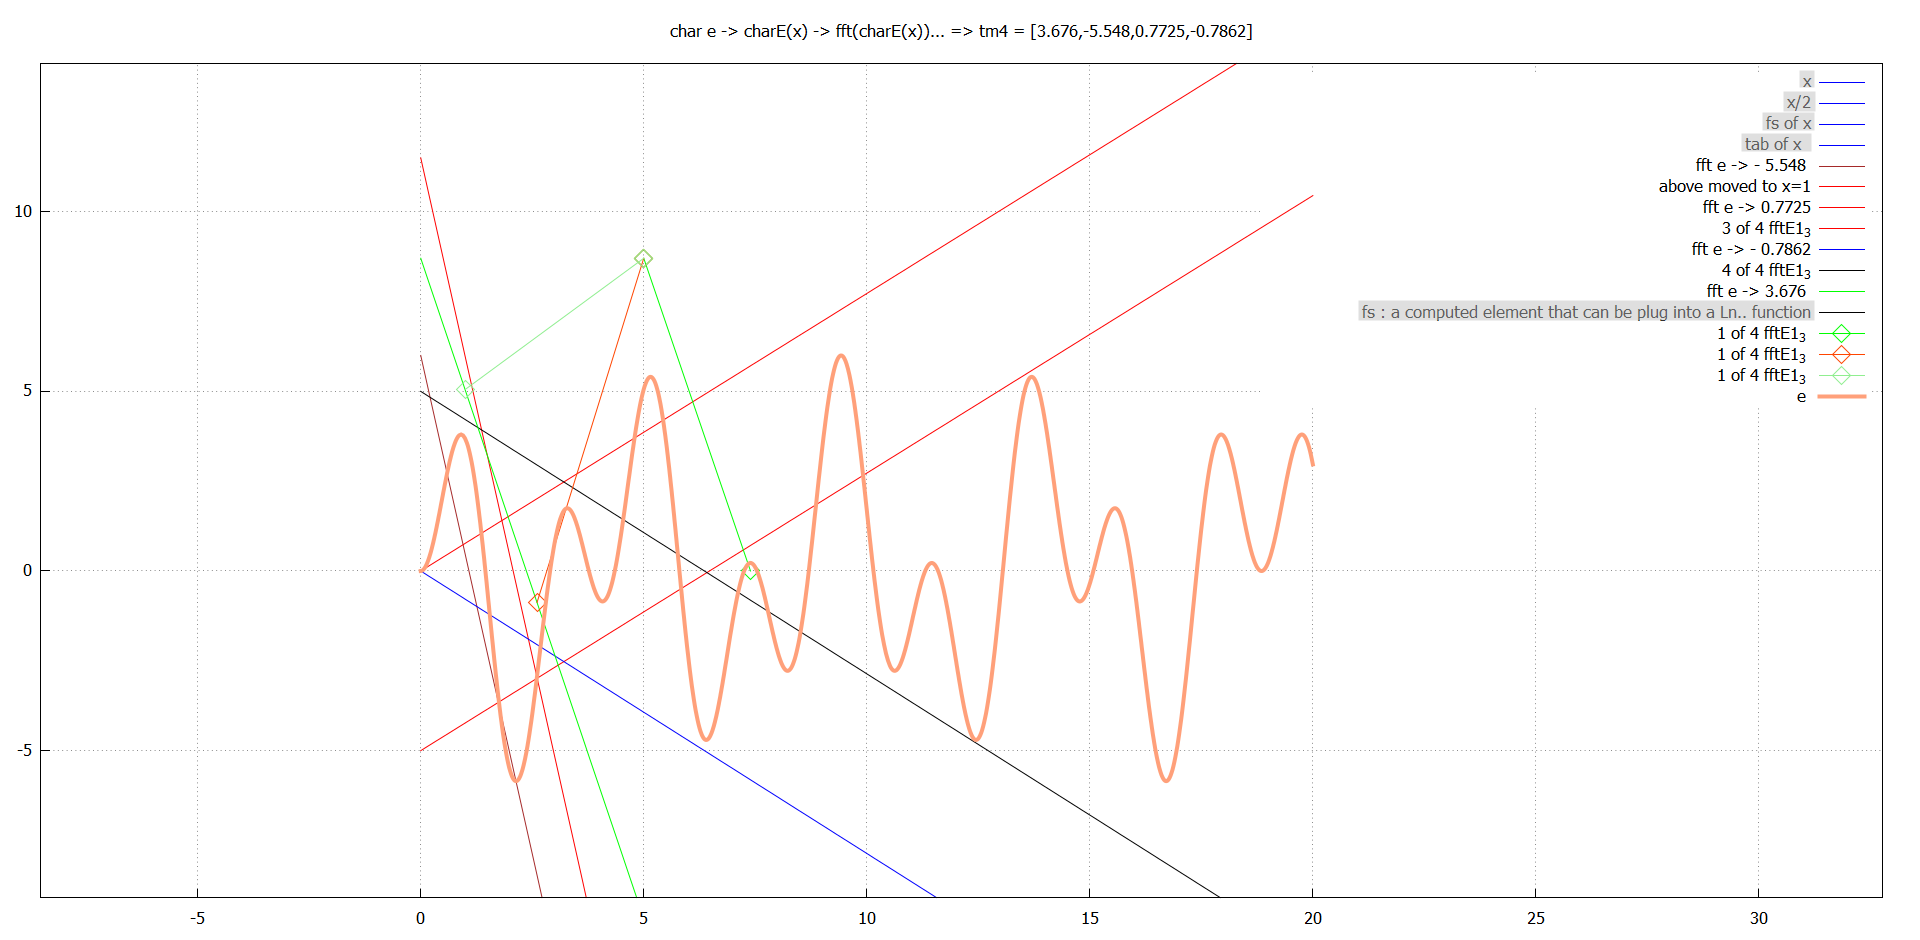 char e -> charE(x) -> fft(charE(x))... => tm4 = [3.676,-5.548,0.7725,-0.7862]
x
x/2
fs of x
tab of x
fft e -> - 5.548
above moved to x=1
fft e -> 0.7725
3 of 4 fftE1₃
fft e -> - 0.7862
4 of 4 fftE1₃
fft e -> 3.676
fs : a computed element that can be plug into a Ln.. function
1 of 4 fftE1₃
1 of 4 fftE1₃
1 of 4 fftE1₃
e
10
5
0
-5
-5 0 5 10 15 20 25 30